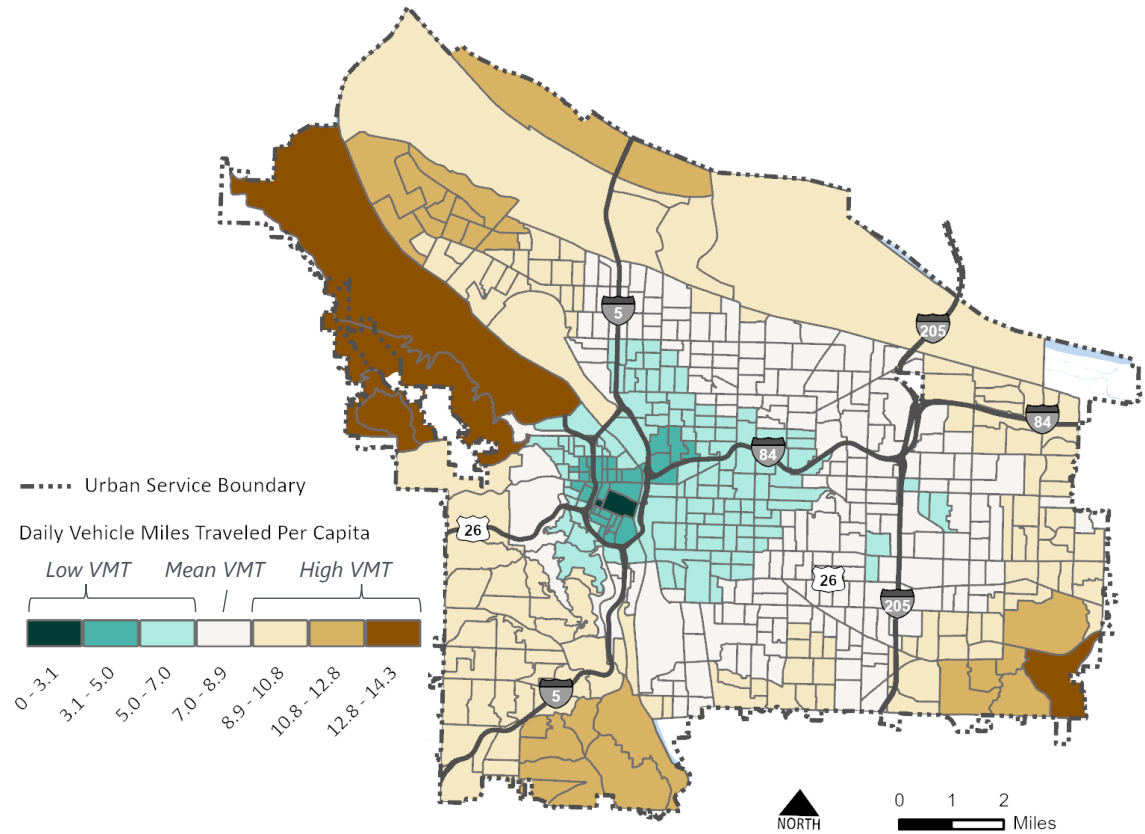 5
205
84
84
Urban Service Boundary
26
Daily Vehicle Miles Traveled Per Capita
Low VMT Mean VMT High VMT
26
205
0 - 3.1
3.1 - 5.0
5.0 - 7.0
7.0 - 8.9
8.9 - 10.8
10.8 - 12.8
12.8 - 14.3
5
0 1 2
Miles
NORTH